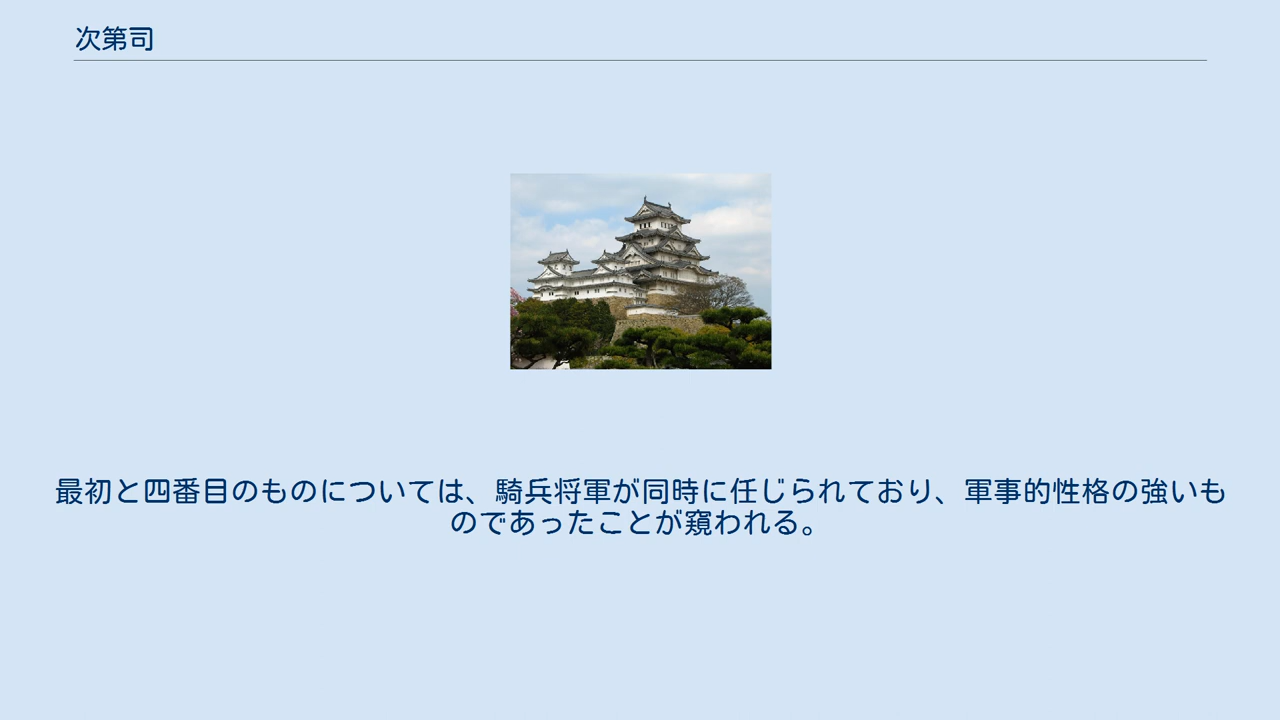 次第司
最初と四番目のものについては、騎兵将軍が同時に任じられており、軍事的性格の強いも
のであったことが窺われる。